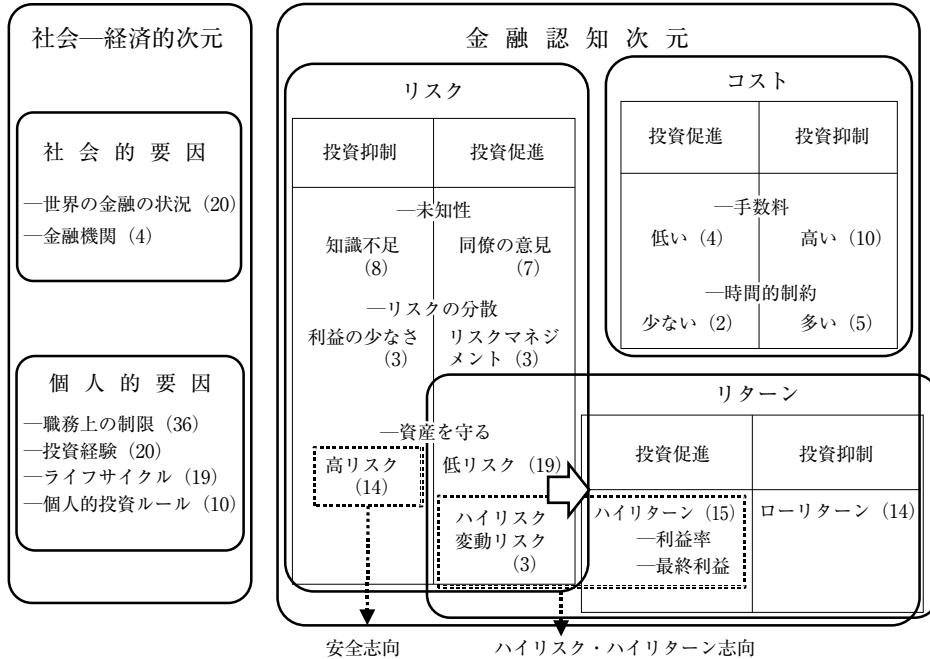 社会―経済的次元
社 会 的 要 因
―世界の金融の状況（20）
―金融機関（4）
個 人 的 要 因
―職務上の制限（36）
―投資経験（20）
―ライフサイクル（19）
―個人的投資ルール（10）
金 融 認 知 次 元
リスク
投資抑制 投資促進
―未知性
知識不足 同僚の意見
（8） （7）
―リスクの分散
利益の少なさ リスクマネジ
（3） メント（3）
―資産を守る
高リスク 低リスク（19）
（14）
ハイリスク
変動リスク
（3）
コスト
投資促進 投資抑制
―手数料
低い（4） 高い（10）
―時間的制約
少ない（2） 多い（5）
リターン
投資促進 投資抑制
ハイリターン（15） ローリターン（14）
―利益率
―最終利益
安全志向 ハイリスク・ハイリターン志向